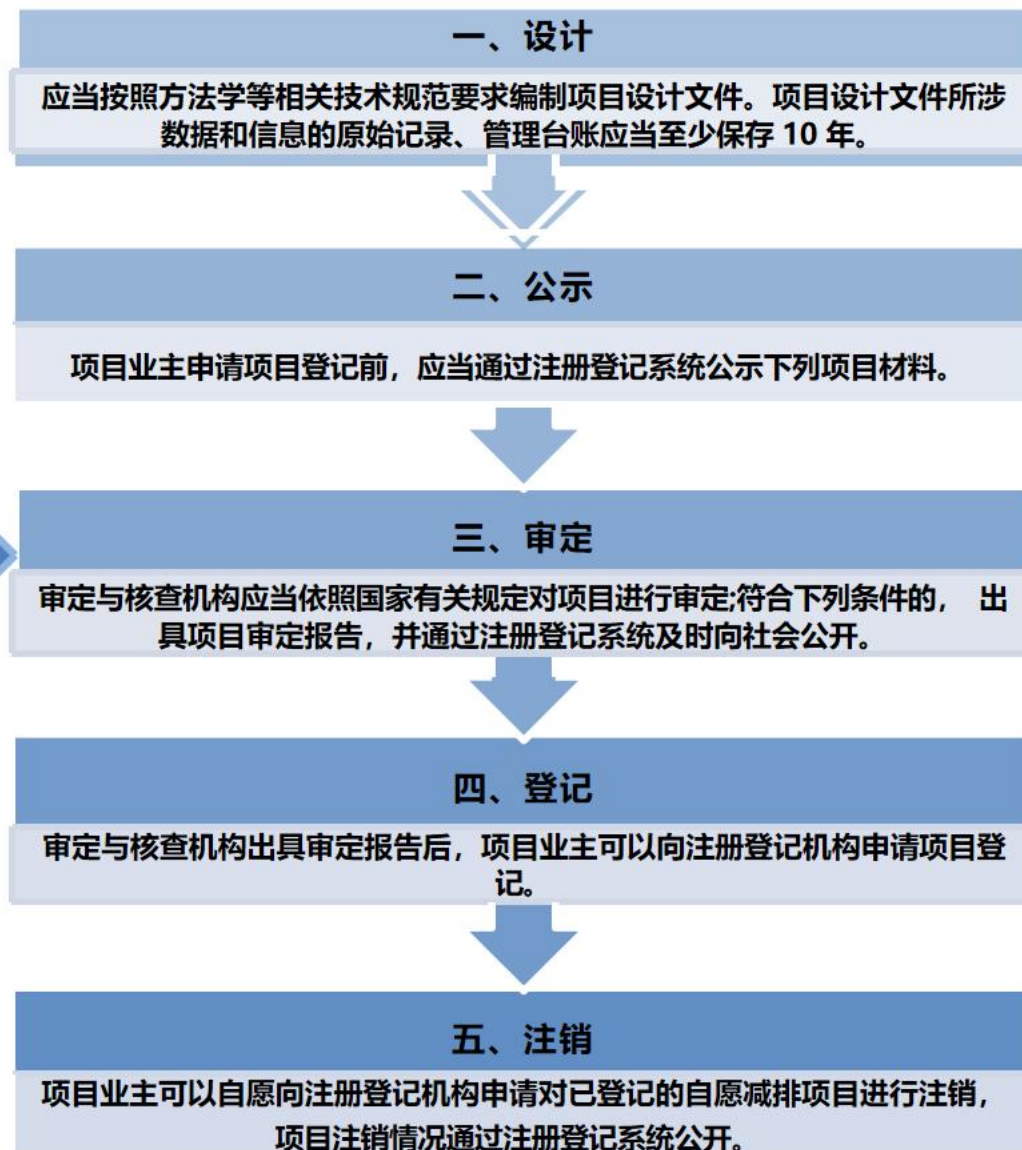 一、设计
应当按照方法学等相关技术规范要求编制项目设计文件。项目设计文件所涉
数据和信息的原始记录、管理台账应当至少保存 10 年。
二、公示
项目业主申请项目登记前，应当通过注册登记系统公示下列项目材料。
三、审定
审定与核查机构应当依照国家有关规定对项目进行审定;符合下列条件的， 出
具项目审定报告，并通过注册登记系统及时向社会公开。
四、登记
审定与核查机构出具审定报告后，项目业主可以向注册登记机构申请项目登
记。
五、注销
项目业主可以自愿向注册登记机构申请对已登记的自愿减排项目进行注销，
项目注销情况通过注册登记系统公开。